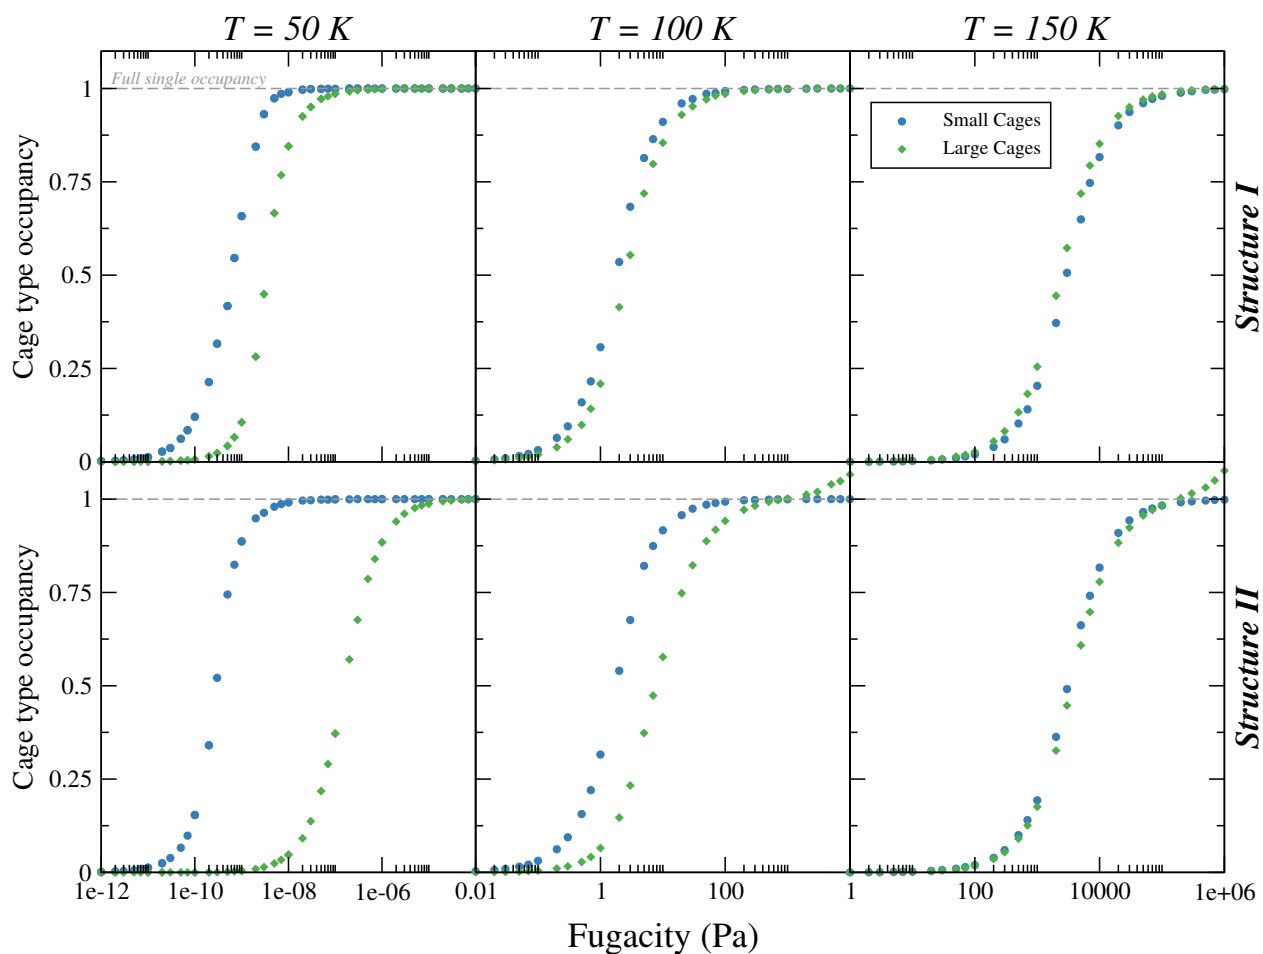 T = 50 K
T = 100 K
T = 150 K
Full single occupancy
1
0.75
0.5
0.25
0
Cage type occupancy
Small Cages
Large Cages
Structure I
1
0.75
0.5
0.25
0
Cage type occupancy
Structure II
1e-12
1e-10
1e-08
1e-06
0.01
1
100
1
100
10000
1e+06
Fugacity (Pa)